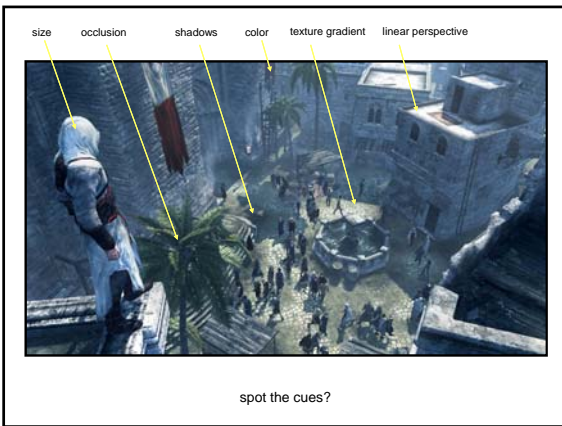 size occlusion shadows color texture gradient linear perspective
spot the cues?